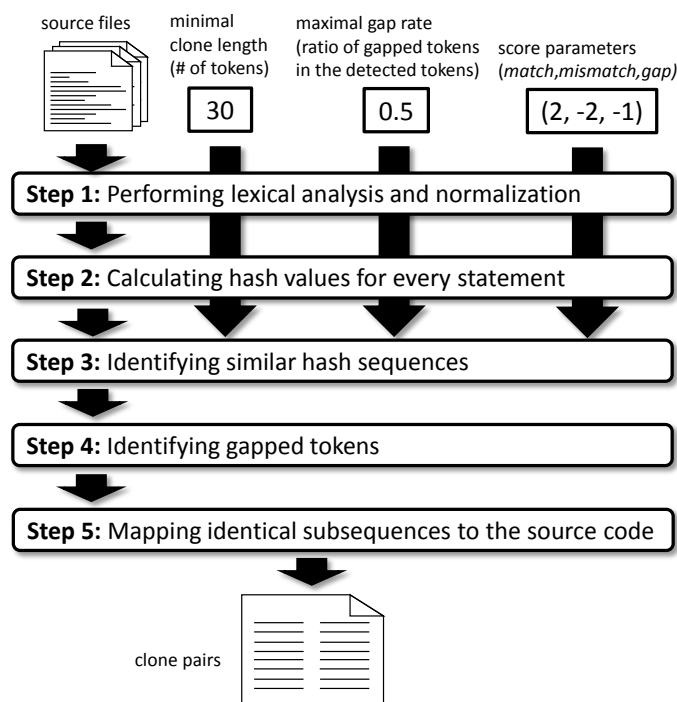 source files
minimal
clone length
(# of tokens)
maximal gap rate
(ratio of gapped tokens
in the detected tokens)
score parameters
(match,mismatch,gap)
30
0.5
(2, -2, -1)
Step 1: Performing lexical analysis and normalization
Step 2: Calculating hash values for every statement
Step 3: Identifying similar hash sequences
Step 4: Identifying gapped tokens
Step 5: Mapping identical subsequences to the source code
clone pairs